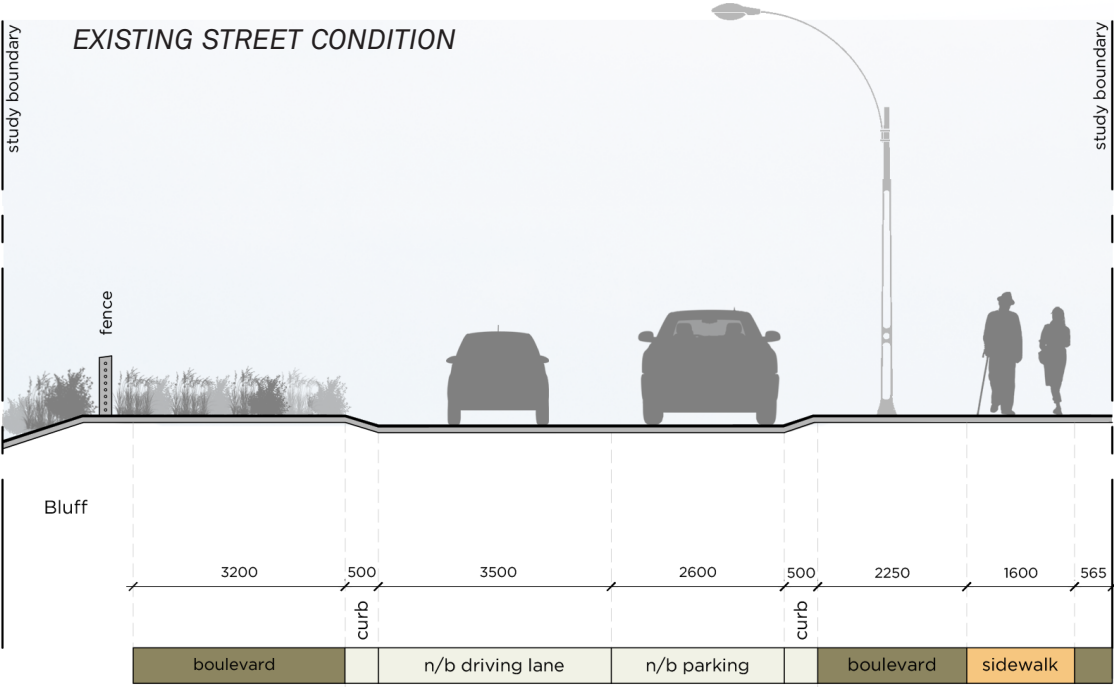 EXISTING STREET CONDITION
study boundary
study boundary
fence
Bluff
3200 500 3500 2600 500 2250 1600 565
curb curb
boulevard n/b driving lane n/b parking boulevard sidewalk